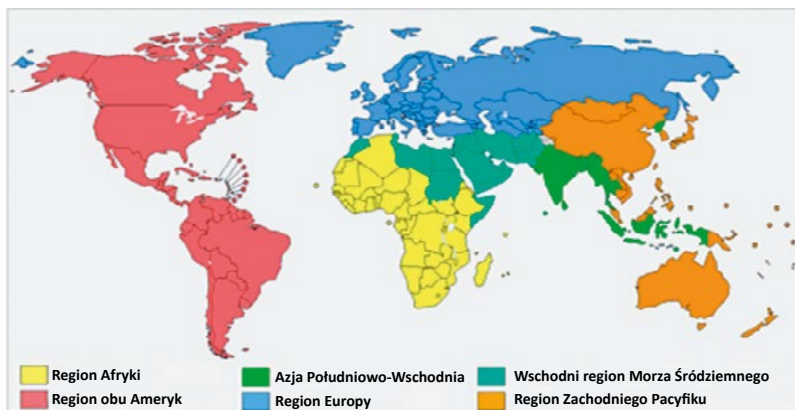 Region Afryki
Azja Południowo-Wschodnia
Wschodni region Morza Śródziemnego
Region obu Ameryk
Region Europy
Region Zachodniego Pacyfiku